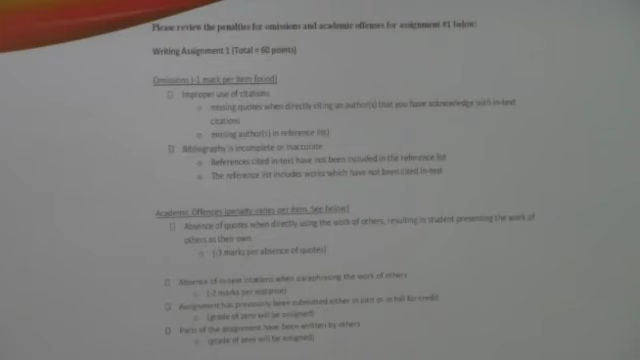 Please review the penalties for omissions and academic offenses for assignment #1 below:
Writing Assignment 1 (Total = 60 points)
Omissions (-1 mark per item found)
Improper use of citations
missing quotes when directly citing an author(s) that you have acknowledge with in-text
citations
missing author(s) in reference list)
Bibliography is incomplete or inaccurate
References cited in-text have not been included in the reference list
The reference list includes works which have not been cited in-text
Academic Offences (penalty varies per item. See below)
Absence of quotes when directly using the work of others, resulting in student presenting the work of
others as their own
(-3 marks per absence of quotes)
Absence of in-text citations when paraphrasing the work of others
(-2 marks per instance)
Assignment has previously been submitted either in part or in full for credit
(grade of zero will be assigned)
Parts of the assignment have been written by others
(grade of zero will be assigned)